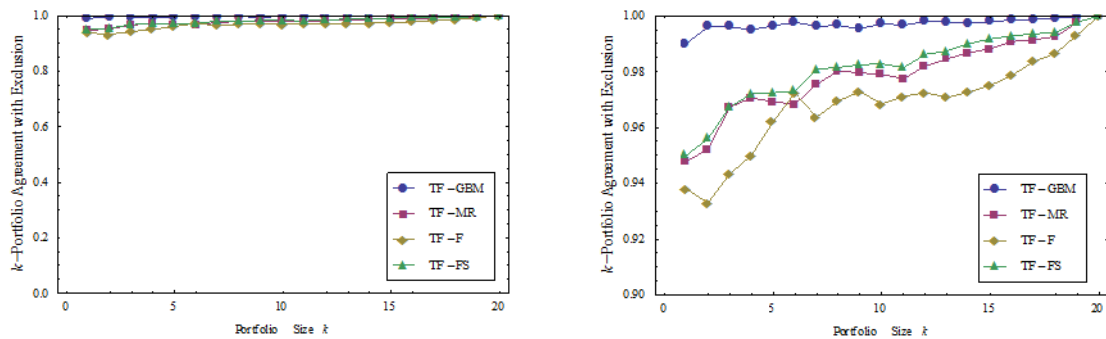 k-Portfolio Agreement with Exclusion
1.0
0.8
0.6
0.4
0.2
0.0
TF-GBM
TF-MR
TF-F
TF-FS
0
5
10
15
20
Portfolio Size k
k-Portfolio Agreement with Exclusion
1.00
0.98
0.96
0.94
0.92
0.90
TF-GBM
TF-MR
TF-F
TF-FS
0
5
10
15
20
Portfolio Size k